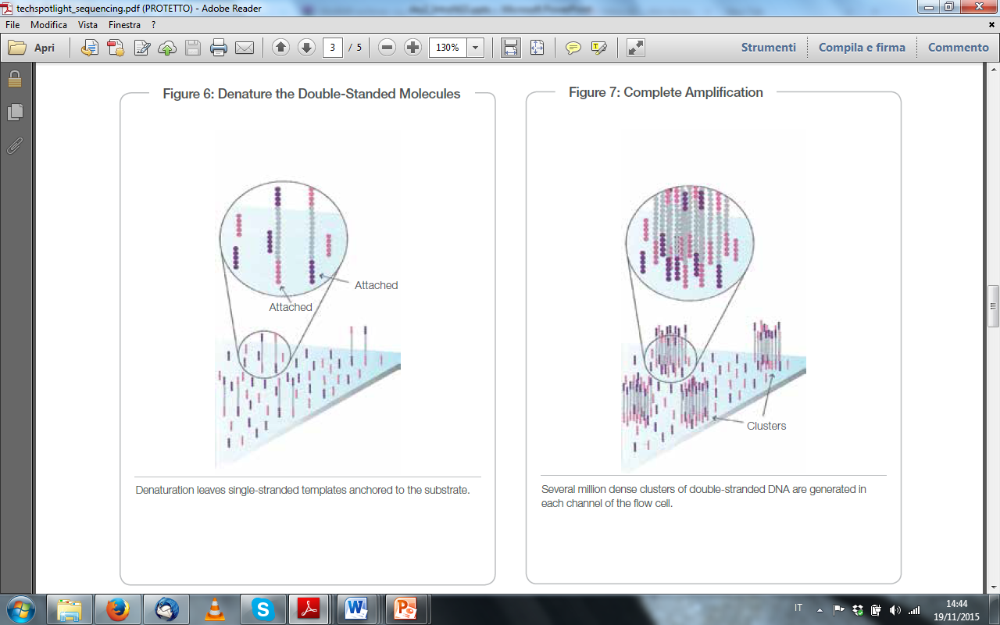 techspotlight_sequencing.pdf (PROTETTO) - Adobe Reader
File Modifica Vista Finestra ?
Apri 3 / 5 130% Strumenti Compila e firma Commento
Figure 6: Denature the Double-Standed Molecules
Attached
Attached
Denaturation leaves single-stranded templates anchored to the substrate.
Figure 7: Complete Amplification
Clusters
Several million dense clusters of double-stranded DNA are generated in
each channel of the flow cell.
IT
14:44
19/11/2015